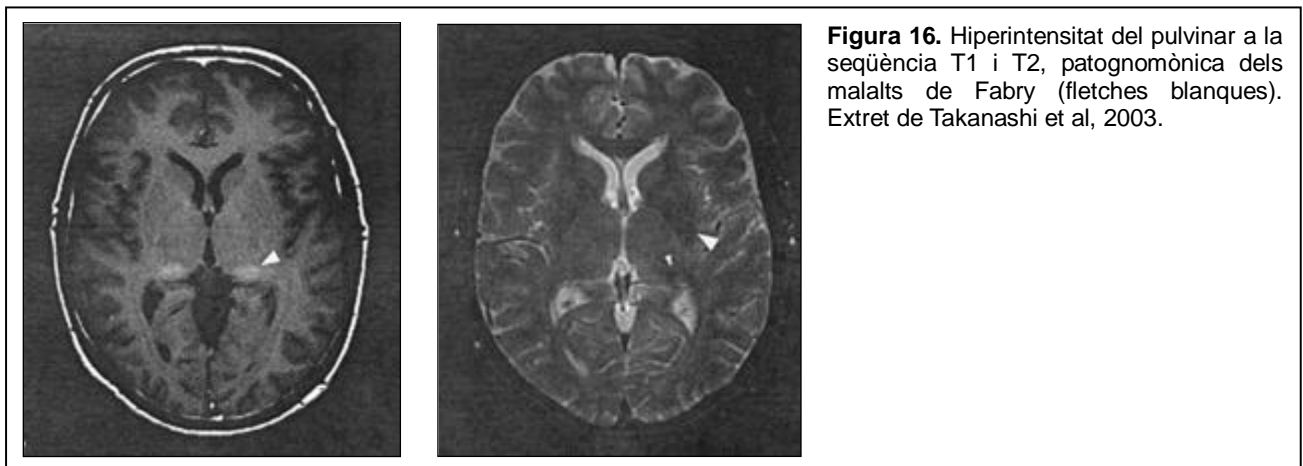 Figura 16. Hiperintensitat del pulvinar a la
seqüència T1 i T2, patognomònica dels
malalts de Fabry (fletches blanques).
Extret de Takanashi et al, 2003.